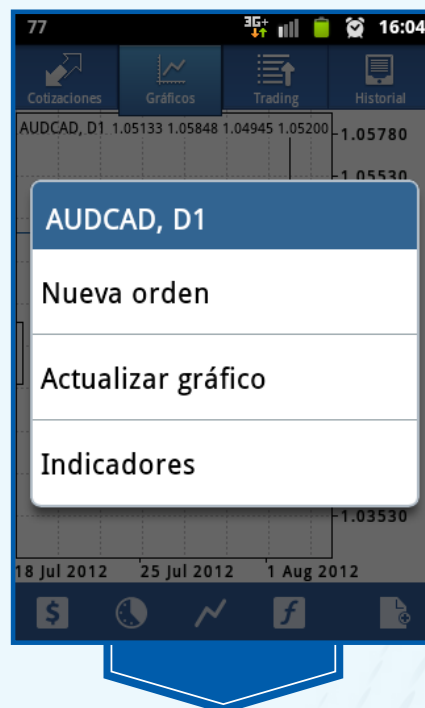 77 3G+ 16:04
Cotizaciones Gráficos Trading Historial
AUDCAD, D1 1.05133 1.05848 1.04945 1.05200
1.05780
1.05530
AUDCAD, D1
Nueva orden
Actualizar gráfico
Indicadores
1.03530
18 Jul 2012 25 Jul 2012 1 Aug 2012
$ f